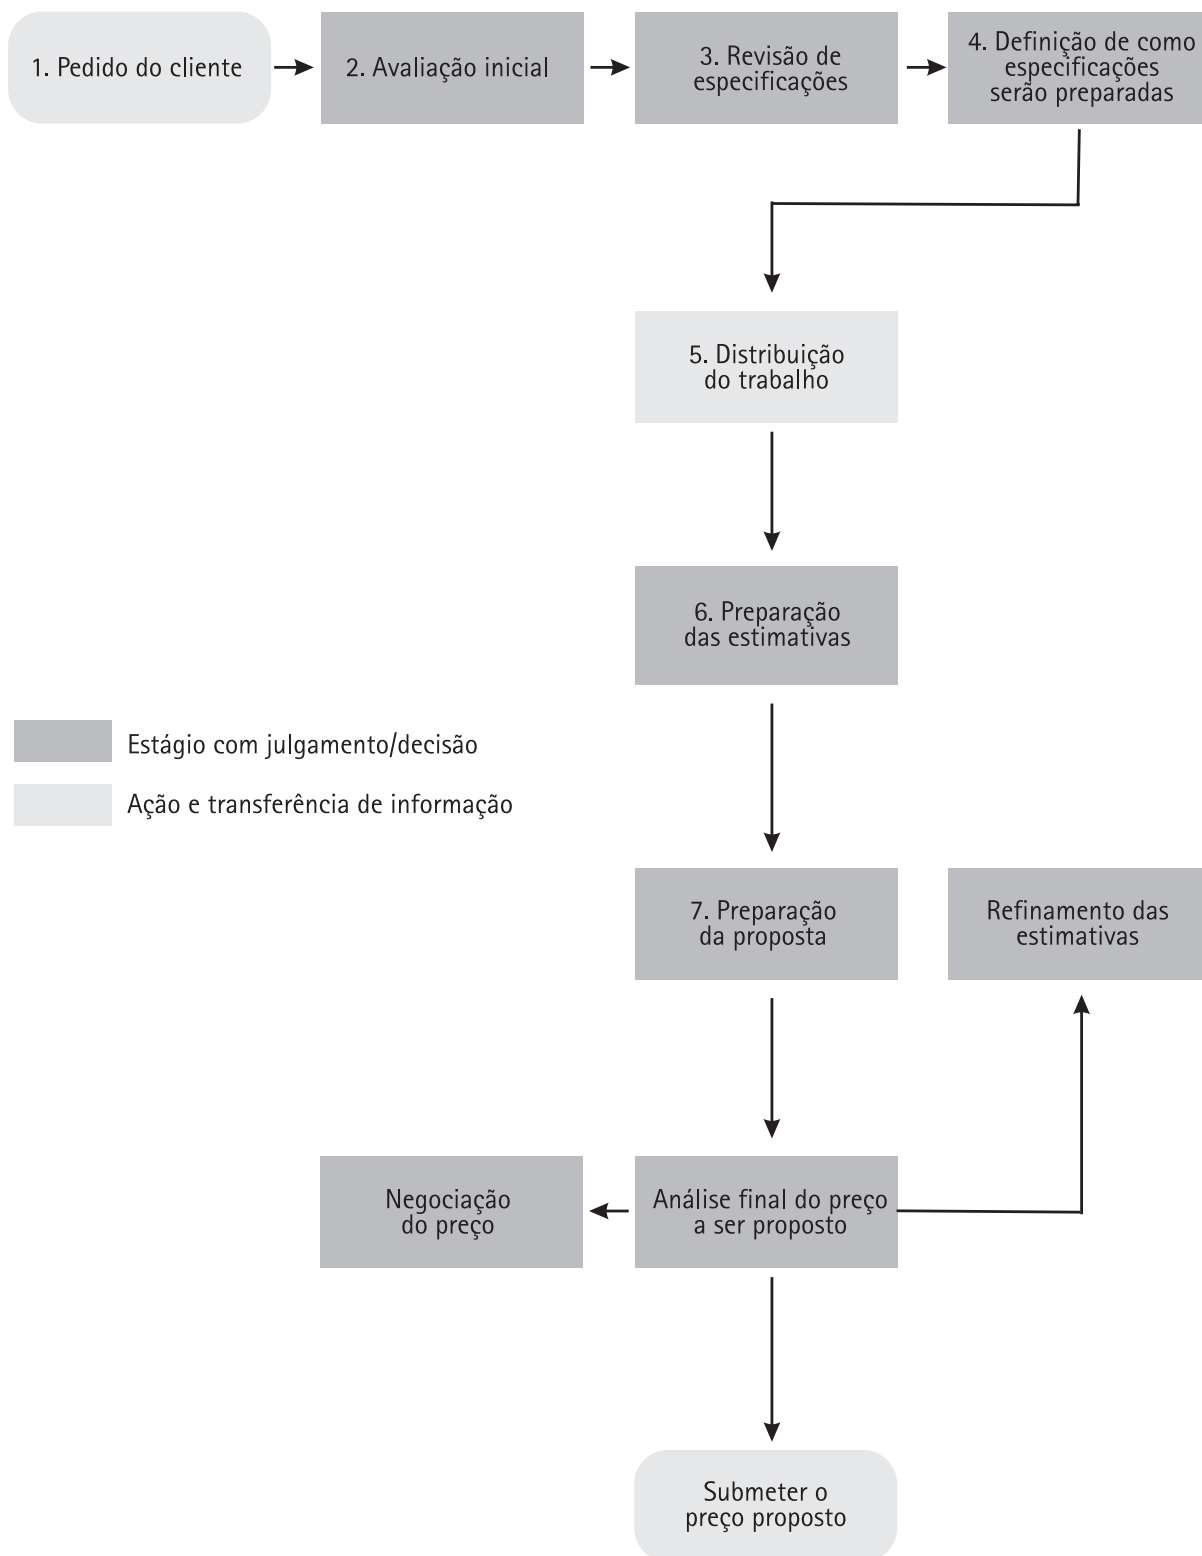 1. Pedido do cliente
2. Avaliação inicial
3. Revisão de
especificações
4. Definição de como
especificações
serão preparadas
5. Distribuição
do trabalho
6. Preparação
das estimativas
Estágio com julgamento/decisão
Ação e transferência de informação
7. Preparação
da proposta
Refinamento das
estimativas
Negociação
do preço
Análise final do preço
a ser proposto
Submeter o
preço proposto